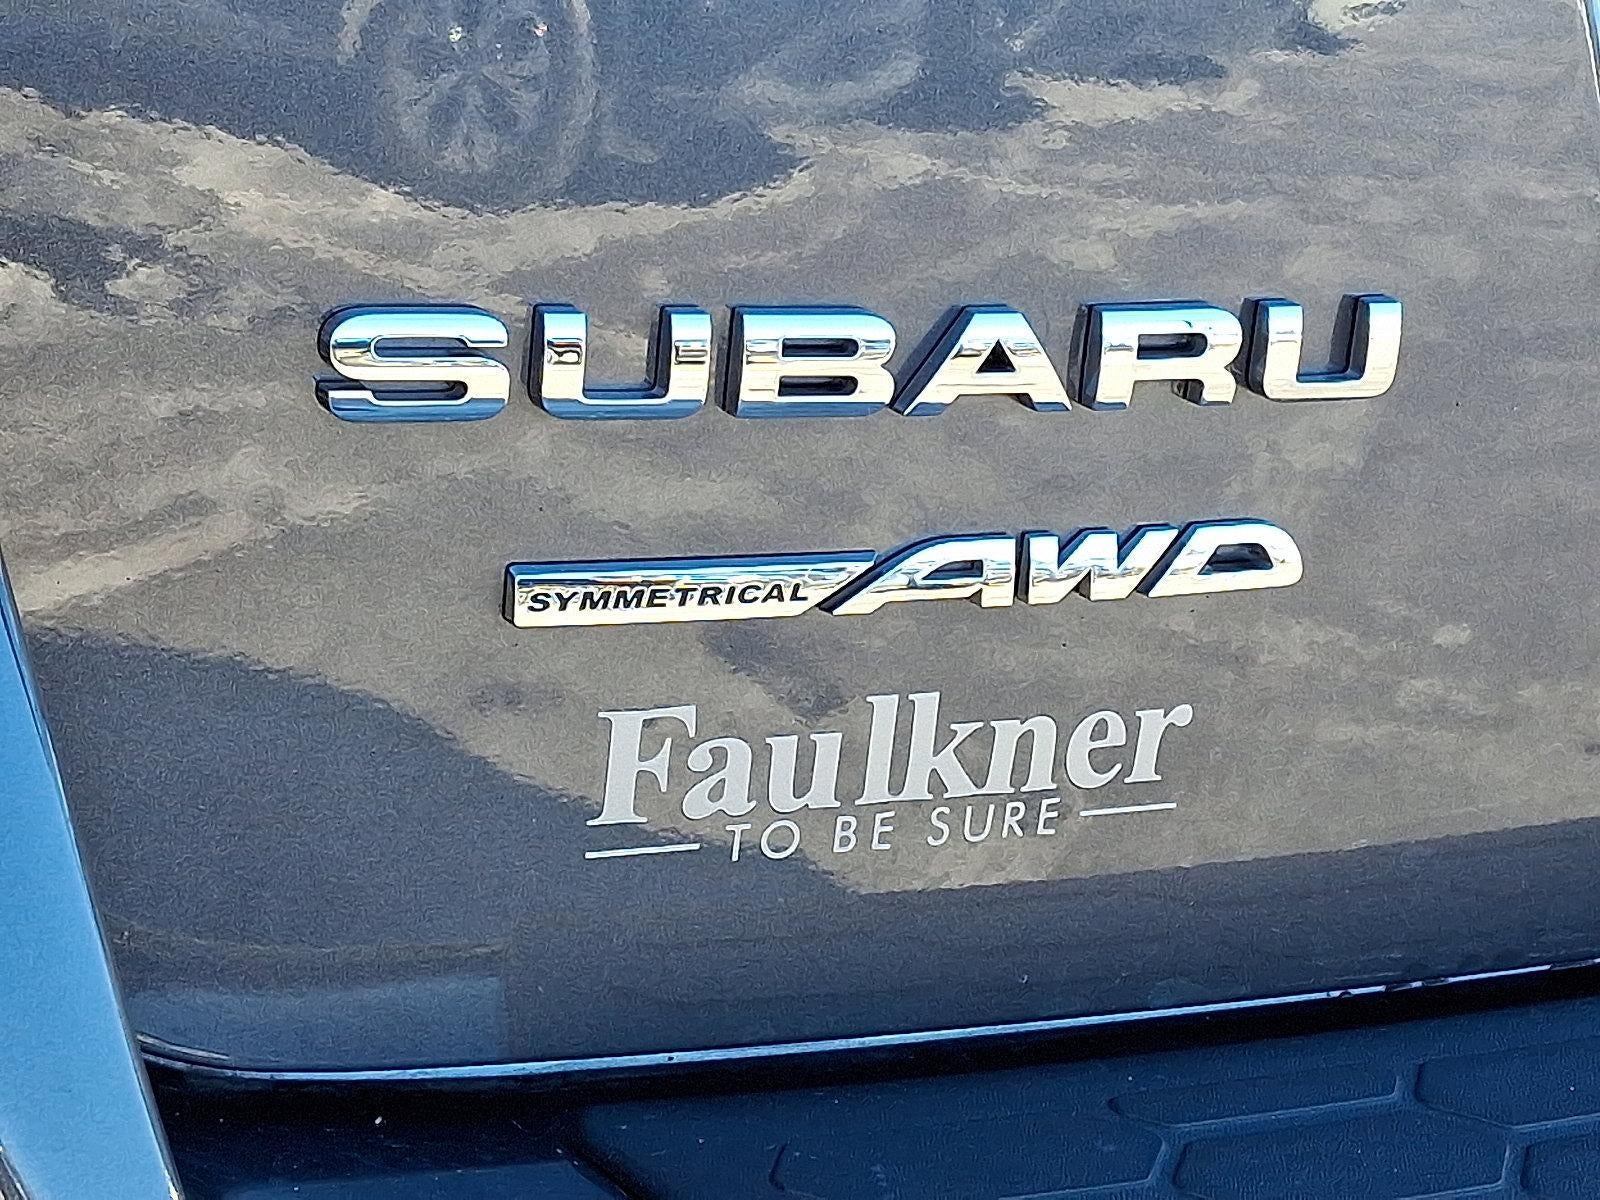 SUBARU
SYMMETRICAL AWD
Faulkner
TO BE SURE